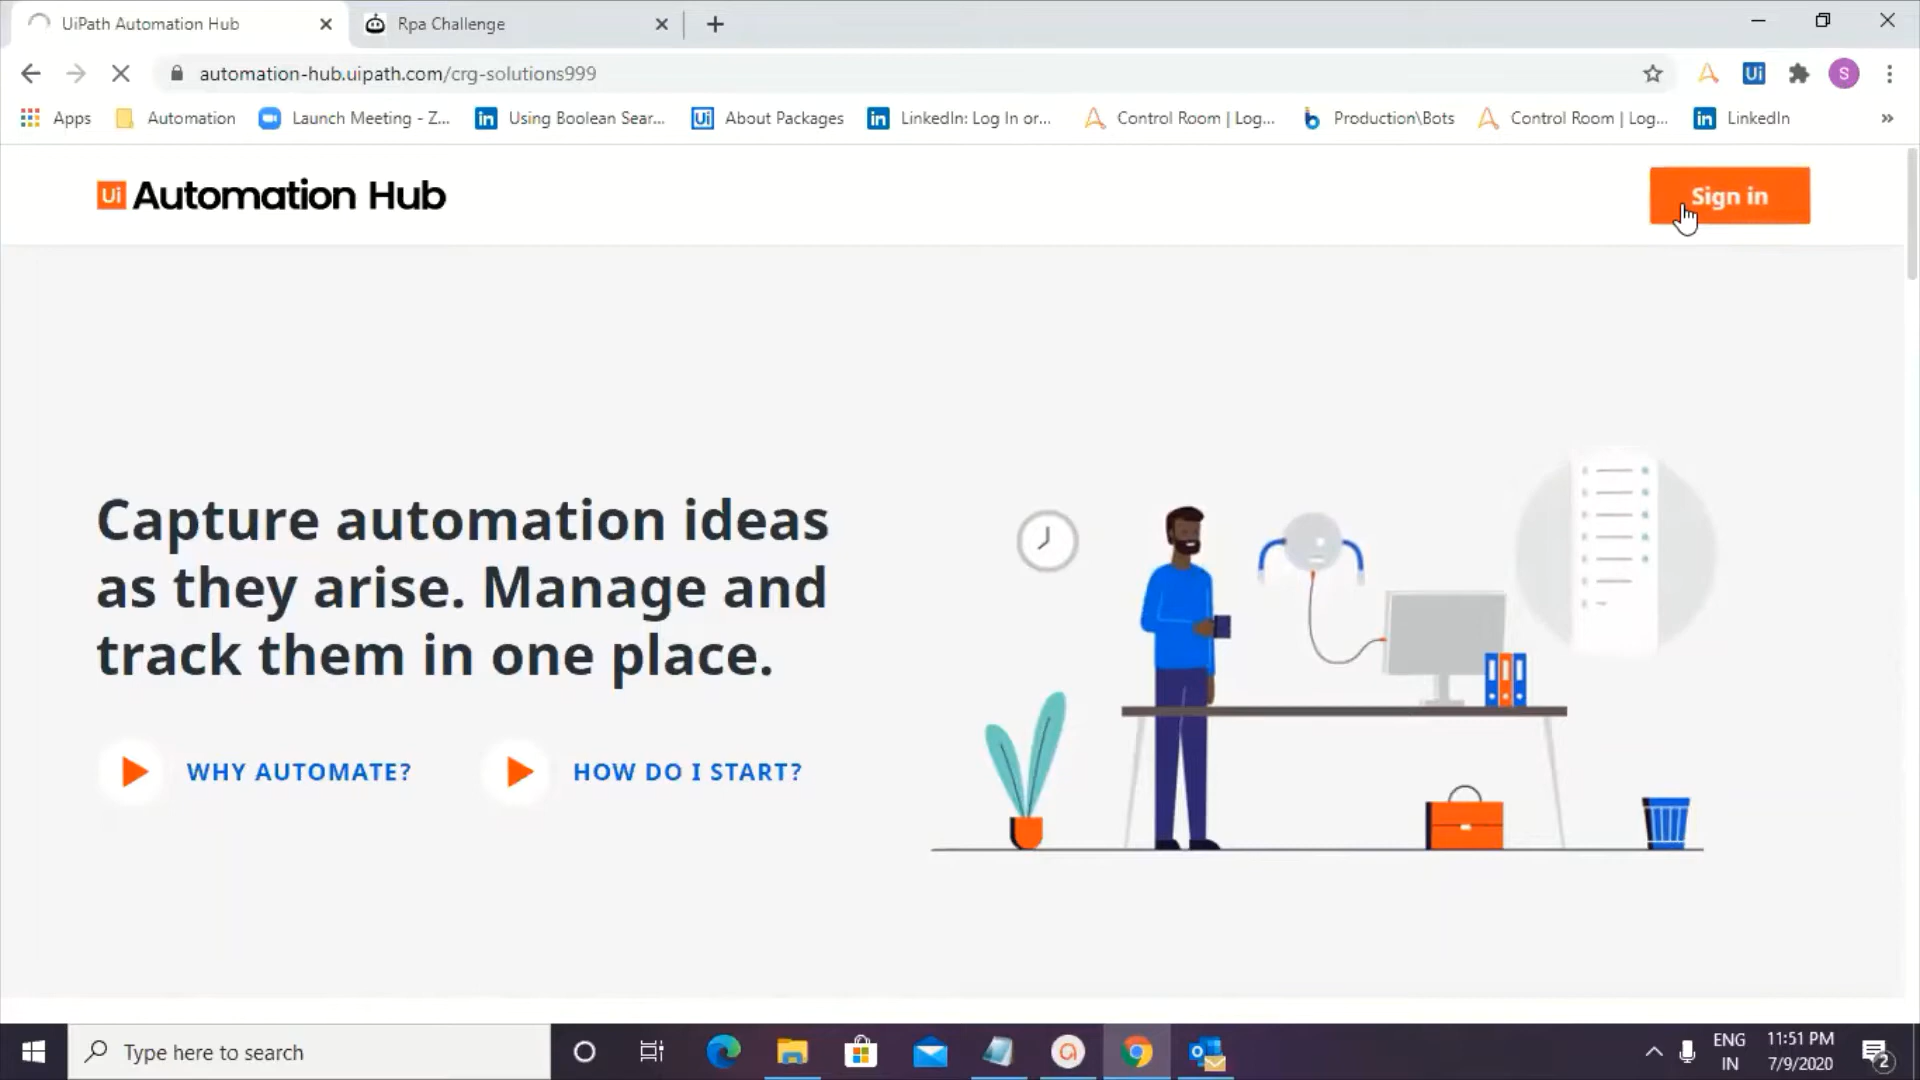 UiPath Automation Hub
Rpa Challenge
automation-hub.uipath.com/crg-solutions999
S
Apps
Automation
Launch Meeting - Z...
Using Boolean Sear...
About Packages
LinkedIn: Log In or...
Control Room | Log...
Production\Bots
Control Room | Log...
LinkedIn
Ui Automation Hub
Sign in
Capture automation ideas
as they arise. Manage and
track them in one place.
WHY AUTOMATE?
HOW DO I START?
Type here to search
ENG
IN
11:51 PM
7/9/2020
2